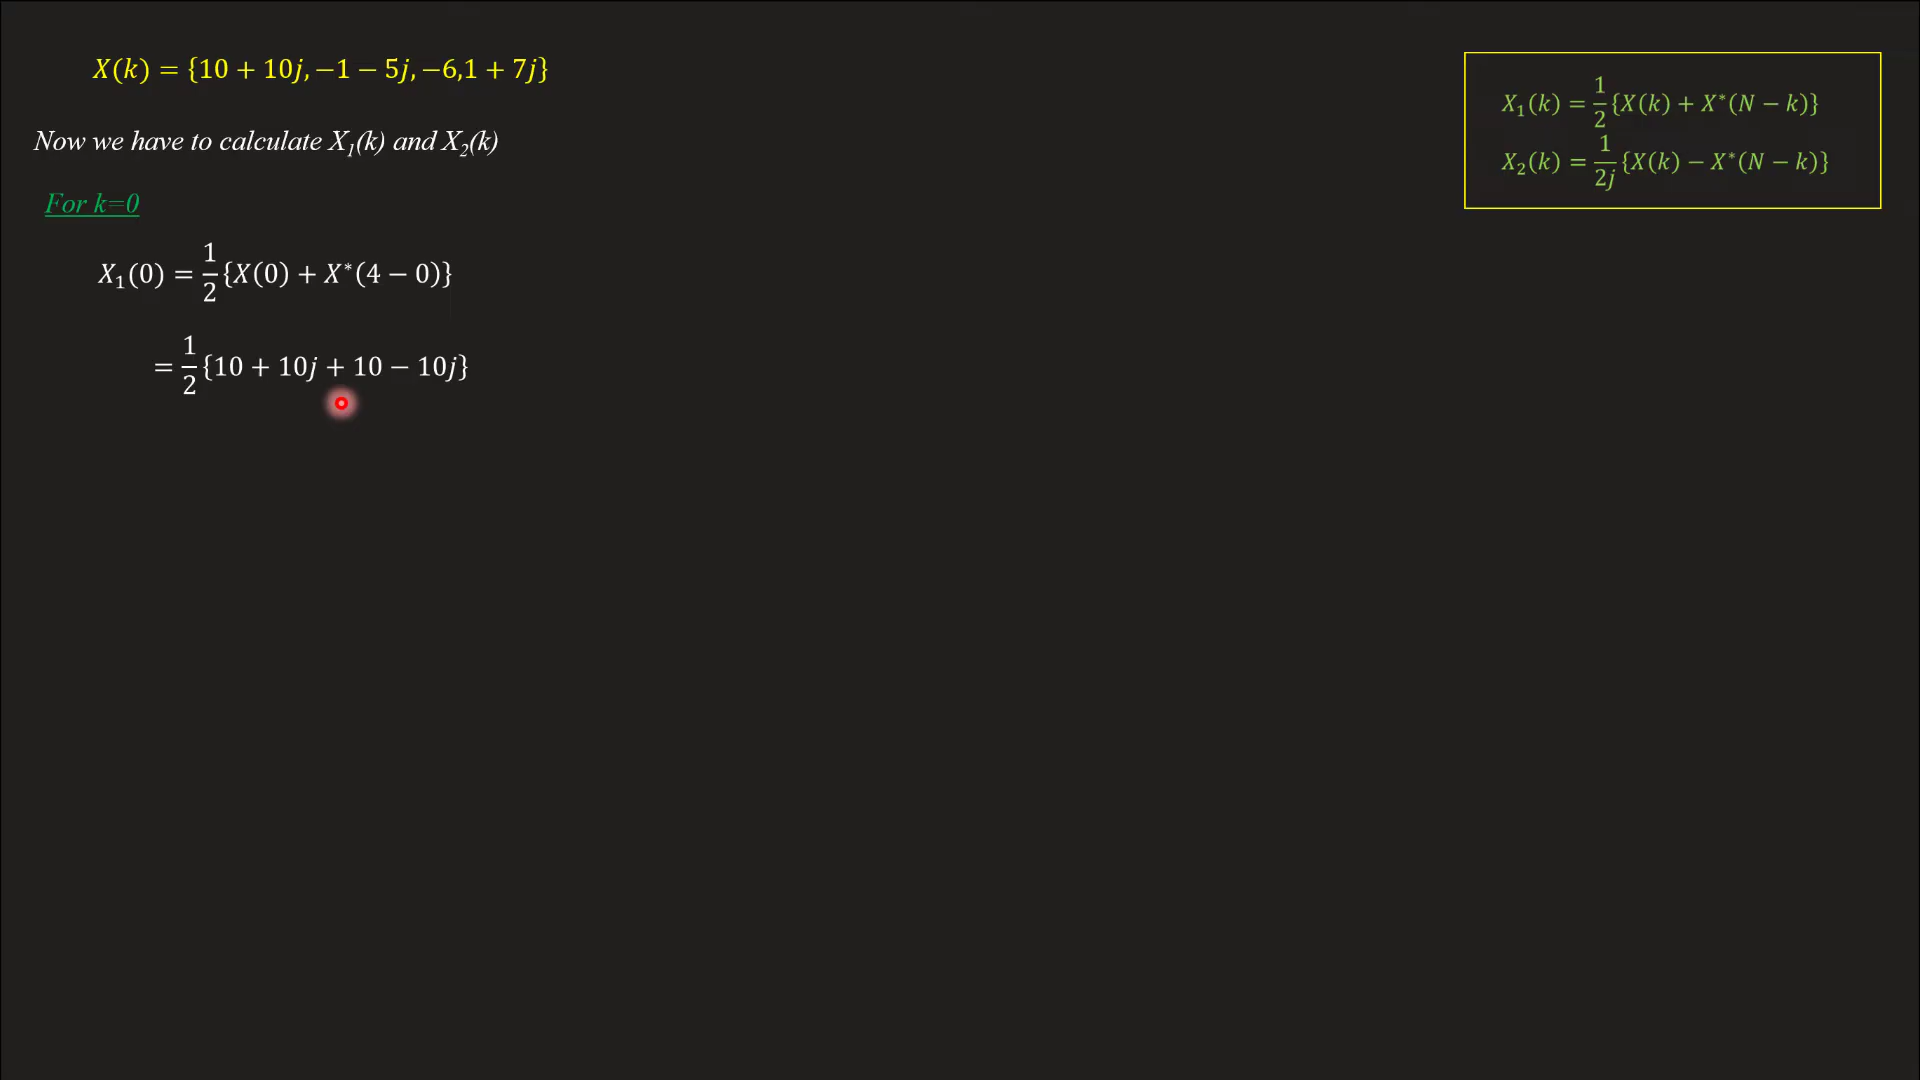 X(k) = {10 + 10j, −1 − 5j, −6,1 + 7j}
Now we have to calculate X₁(k) and X₂(k)
For k=0
X₁(0) = 1/2 {X(0) + X*(4 − 0)}
= 1/2 {10 + 10j + 10 − 10j}
X₁(k) = 1/2 {X(k) + X*(N − k)}
X₂(k) = 1/2j {X(k) − X*(N − k)}